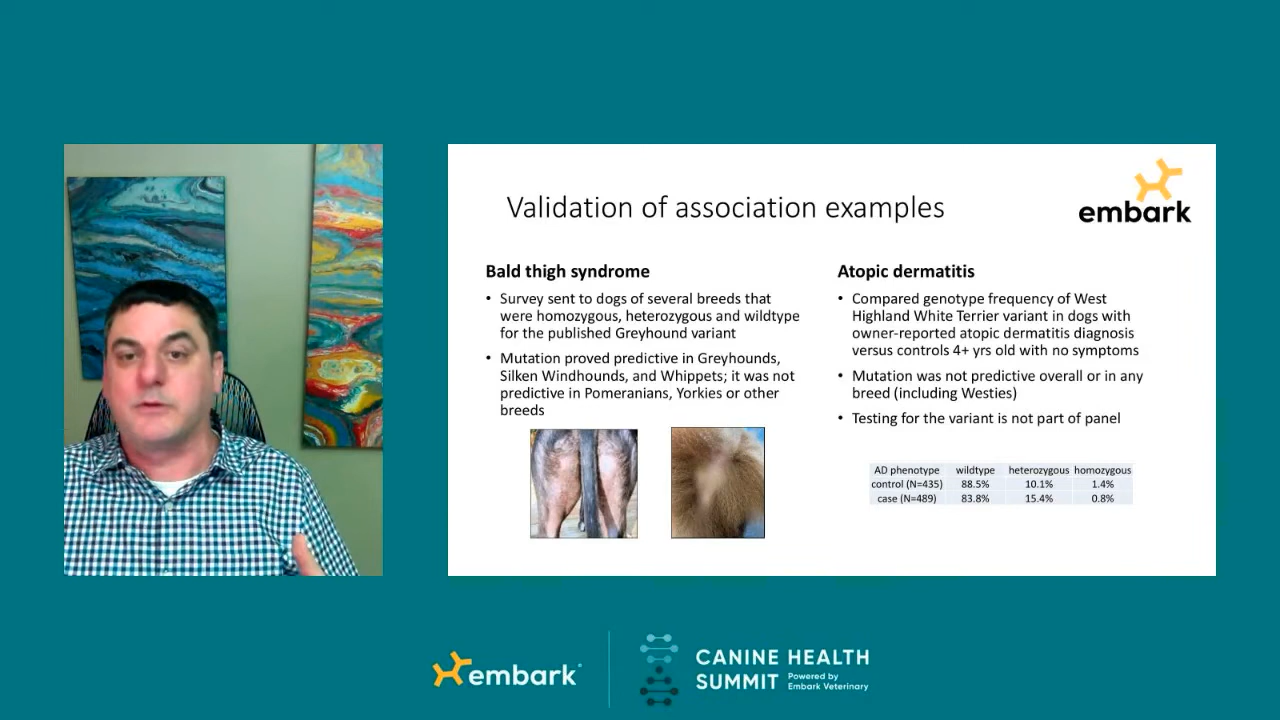 embark
Validation of association examples
Bald thigh syndrome
• Survey sent to dogs of several breeds that
were homozygous, heterozygous and wildtype
for the published Greyhound variant
• Mutation proved predictive in Greyhounds,
Silken Windhounds, and Whippets; it was not
predictive in Pomeranians, Yorkies or other
breeds
Atopic dermatitis
• Compared genotype frequency of West
Highland White Terrier variant in dogs with
owner-reported atopic dermatitis diagnosis
versus controls 4+ yrs old with no symptoms
• Mutation was not predictive overall or in any
breed (including Westies)
• Testing for the variant is not part of panel
AD phenotype wildtype heterozygous homozygous
control (N=435) 88.5% 10.1% 1.4%
case (N=489) 83.8% 15.4% 0.8%
embark
CANINE HEALTH
SUMMIT
Powered by
Embark Veterinary